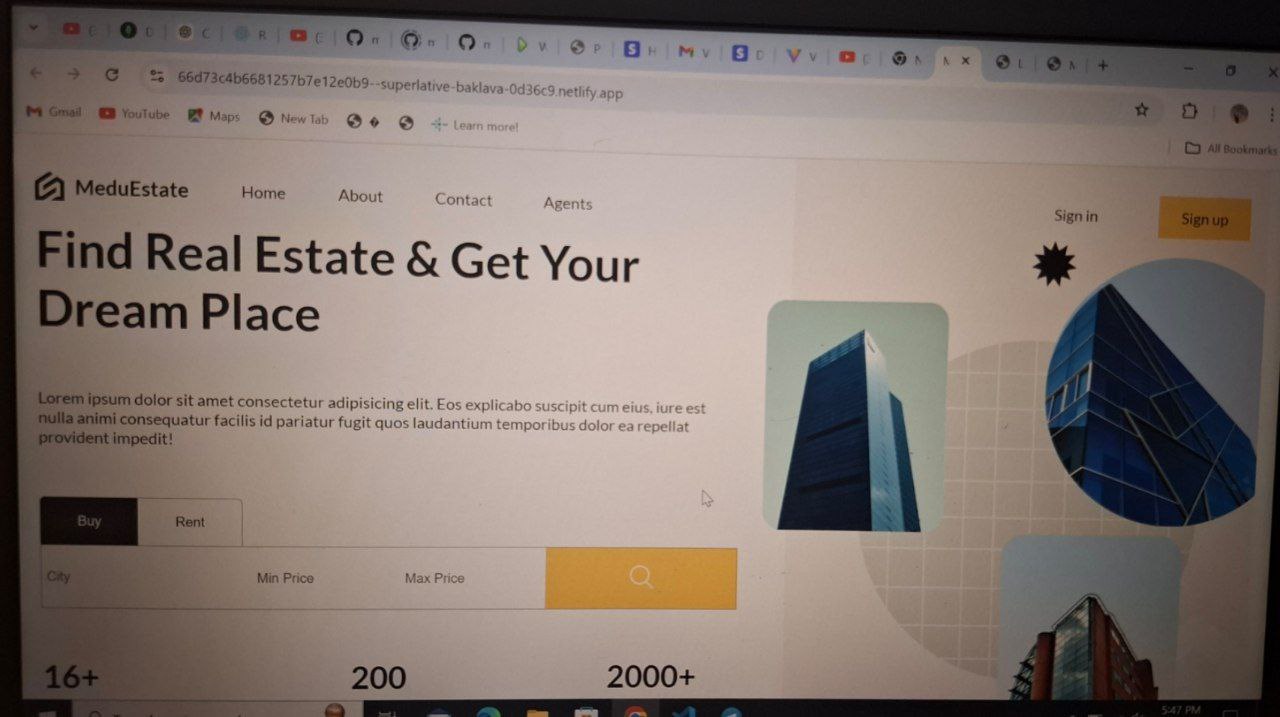 66d73c4b6681257b7e12e0b9--superlative-baklava-0d36c9.netlify.app
Gmail YouTube Maps New Tab Learn more!
All Bookmarks
MeduEstate Home About Contact Agents Sign in Sign up
Find Real Estate & Get Your
Dream Place
Lorem ipsum dolor sit amet consectetur adipisicing elit. Eos explicabo suscipit cum eius, iure est
nulla animi consequatur facilis id pariatur fugit quos laudantium temporibus dolor ea repellat
provident impedit!
Buy Rent
City Min Price Max Price
16+ 200 2000+
5:47 PM